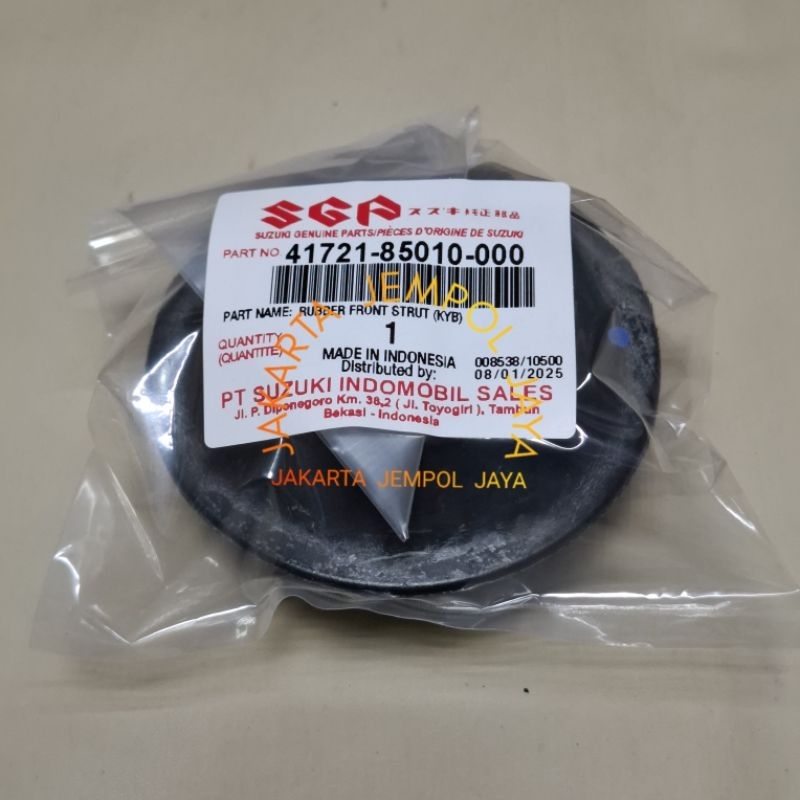 SGP スズキ純正部品
SUZUKI GENUINE PARTS/PIÈCES D'ORIGINE DE SUZUKI
PART NO 41721-85010-000
PART NAME: RUBBER FRONT STRUT (KYB)
QUANTITY 1
(QUANTITE)
MADE IN INDONESIA 008538/10500
Distributed by: 08/01/2025
PT SUZUKI INDOMOBIL SALES
Jl. P. Diponegoro Km. 38,2 ( Jl. Toyogiri ), Tambun
Bekasi - Indonesia
JAKARTA JEMPOL JAYA
JAKARTA JEMPOL JAYA